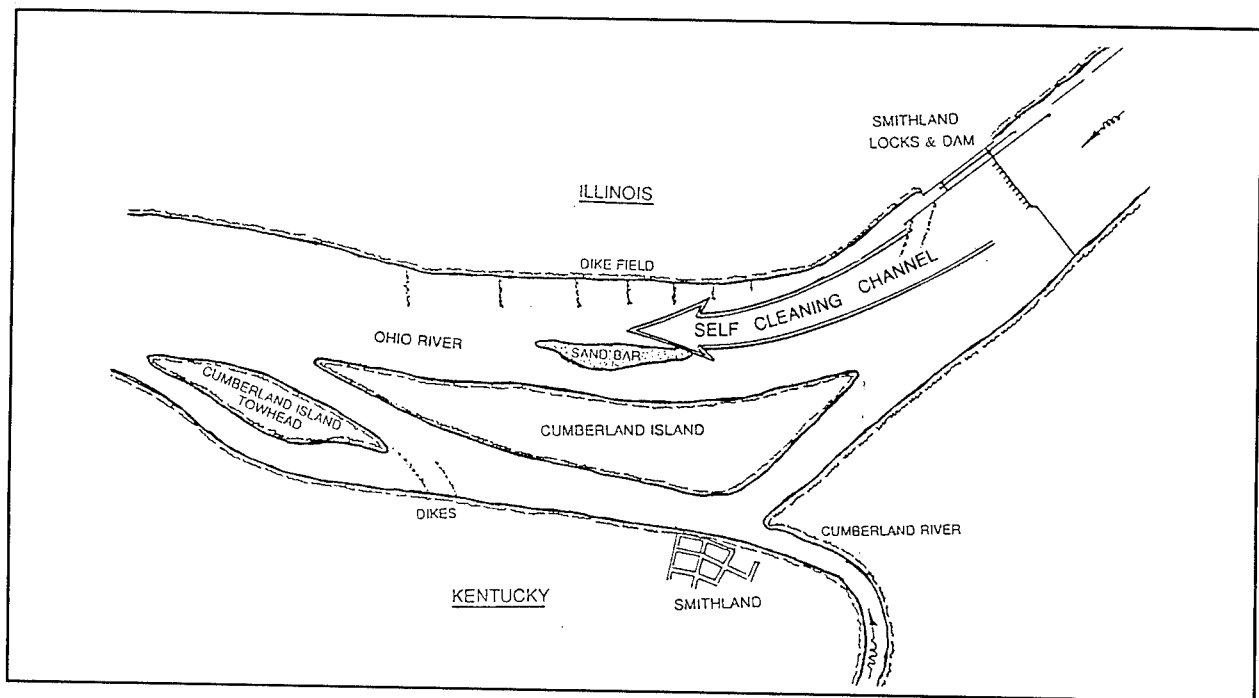 SMITHLAND
LOCKS & DAM
ILLINOIS
DIKE FIELD
SELF CLEANING CHANNEL
OHIO RIVER
SAND BAR
CUMBERLAND ISLAND
TOWHEAD
CUMBERLAND ISLAND
DIKES
CUMBERLAND RIVER
KENTUCKY
SMITHLAND